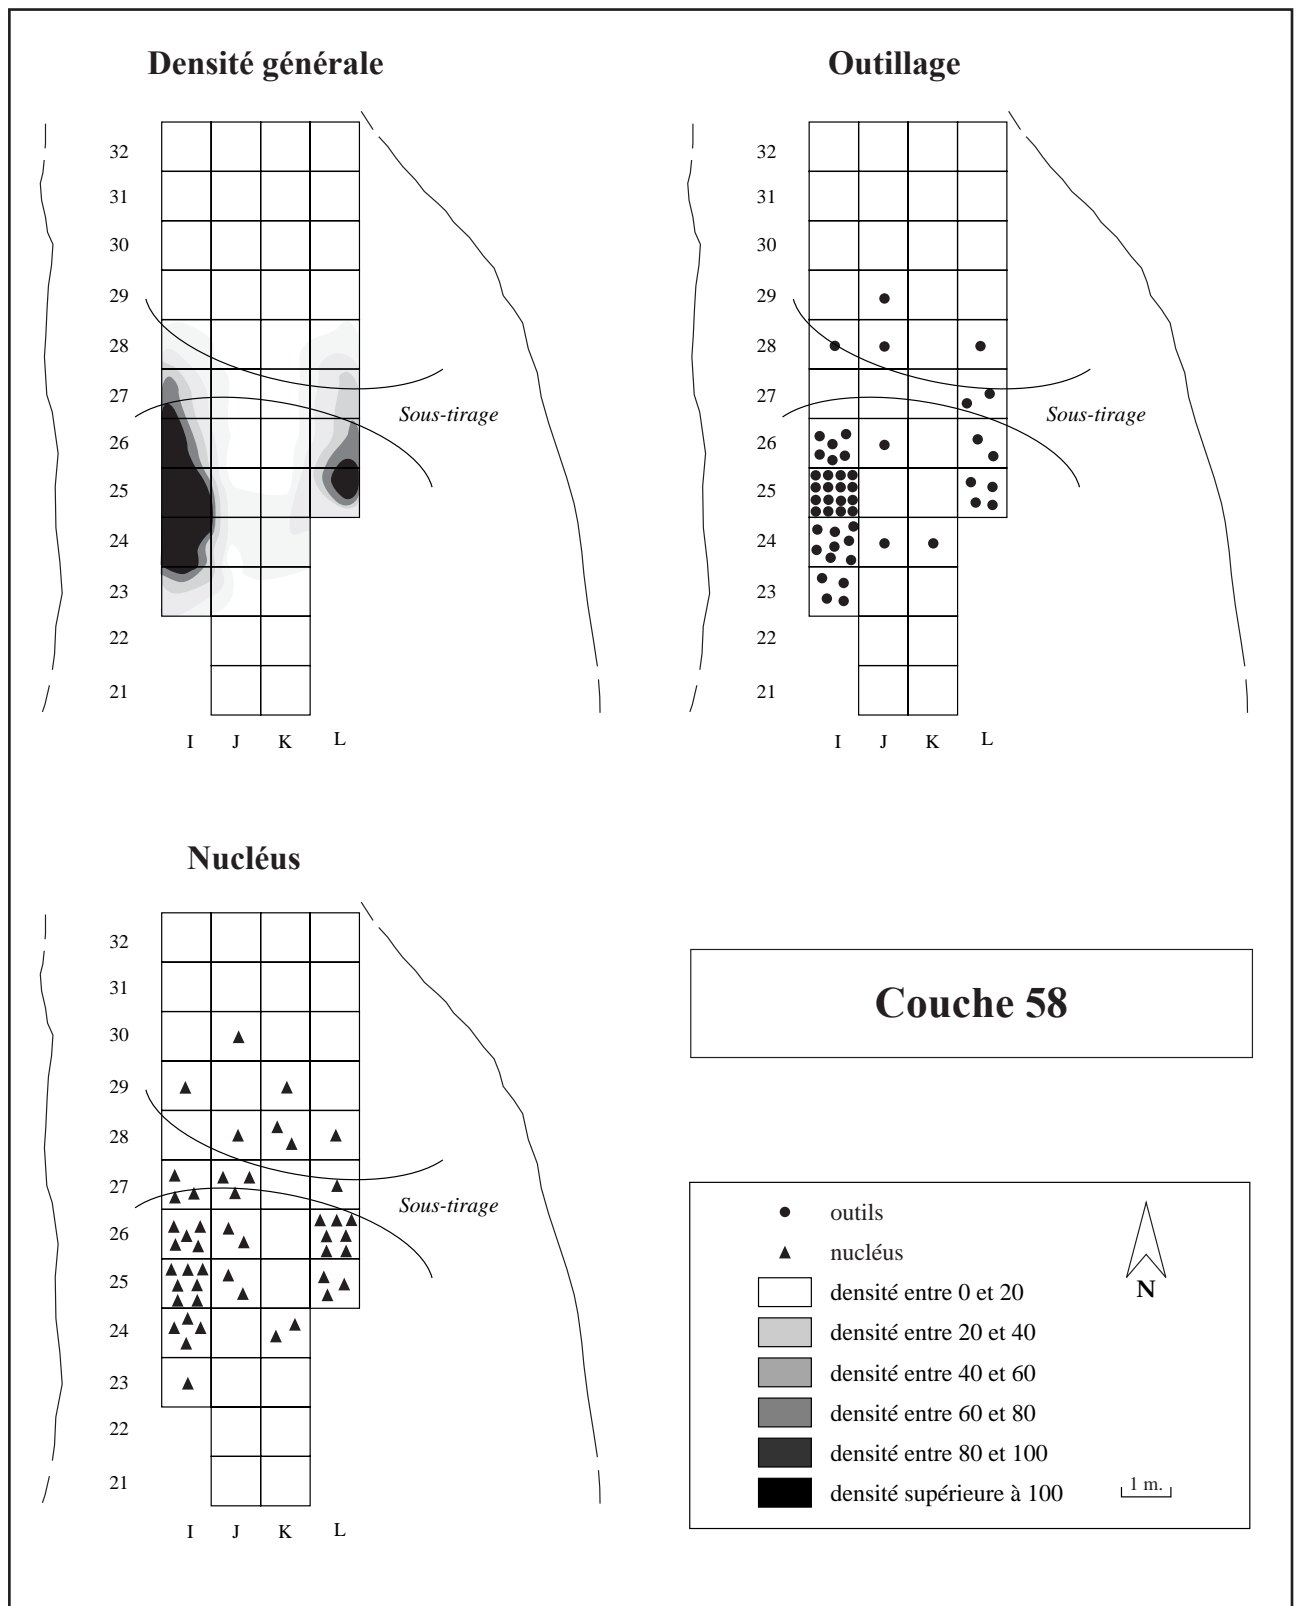 Densité générale
32
31
30
29
28
27
26
25
24
23
22
21
Sous-tirage
I J K L
Outillage
32
31
30
29
28
27
26
25
24
23
22
21
Sous-tirage
I J K L
Nucléus
32
31
30
29
28
27
26
25
24
23
22
21
Sous-tirage
I J K L
Couche 58
outils
nucléus
densité entre 0 et 20
densité entre 20 et 40
densité entre 40 et 60
densité entre 60 et 80
densité entre 80 et 100
densité supérieure à 100
N
1 m.